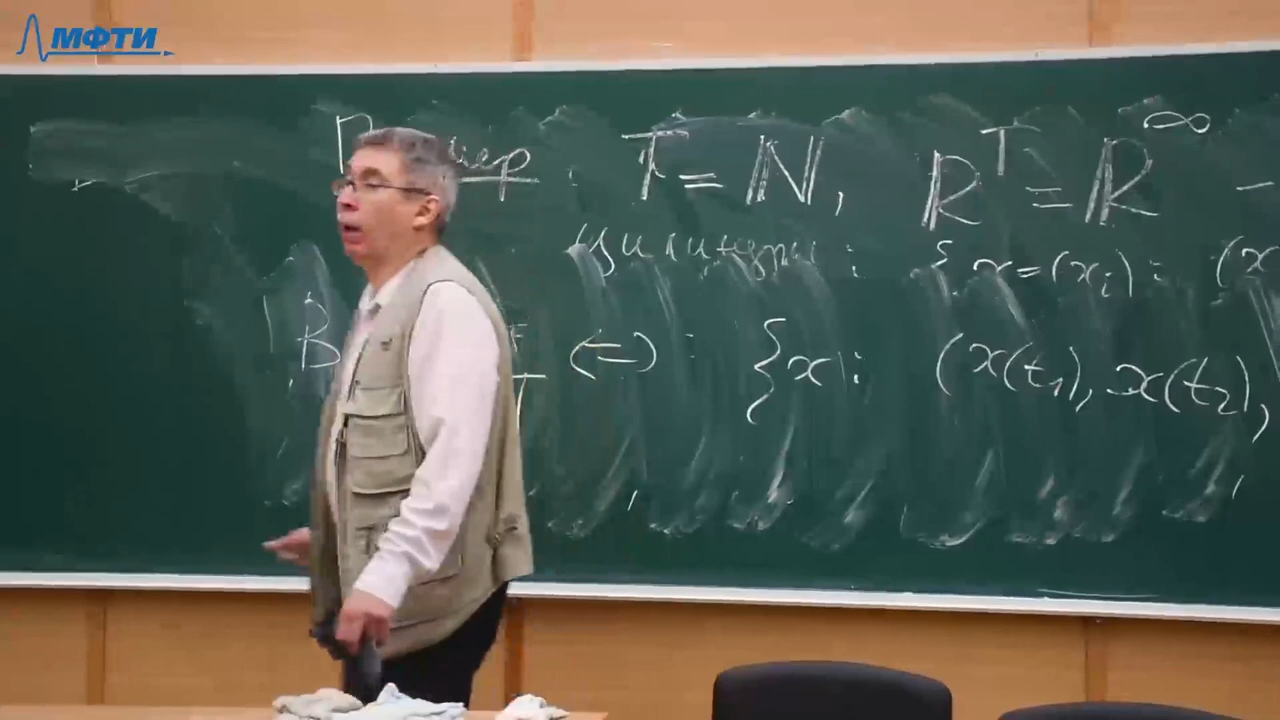 МФТИ
: T = ℕ, ℝ^T = ℝ^∞ –
Цилиндры : { x = (x_i) : (x
B (=) : { x : (x(t_1), x(t_2),